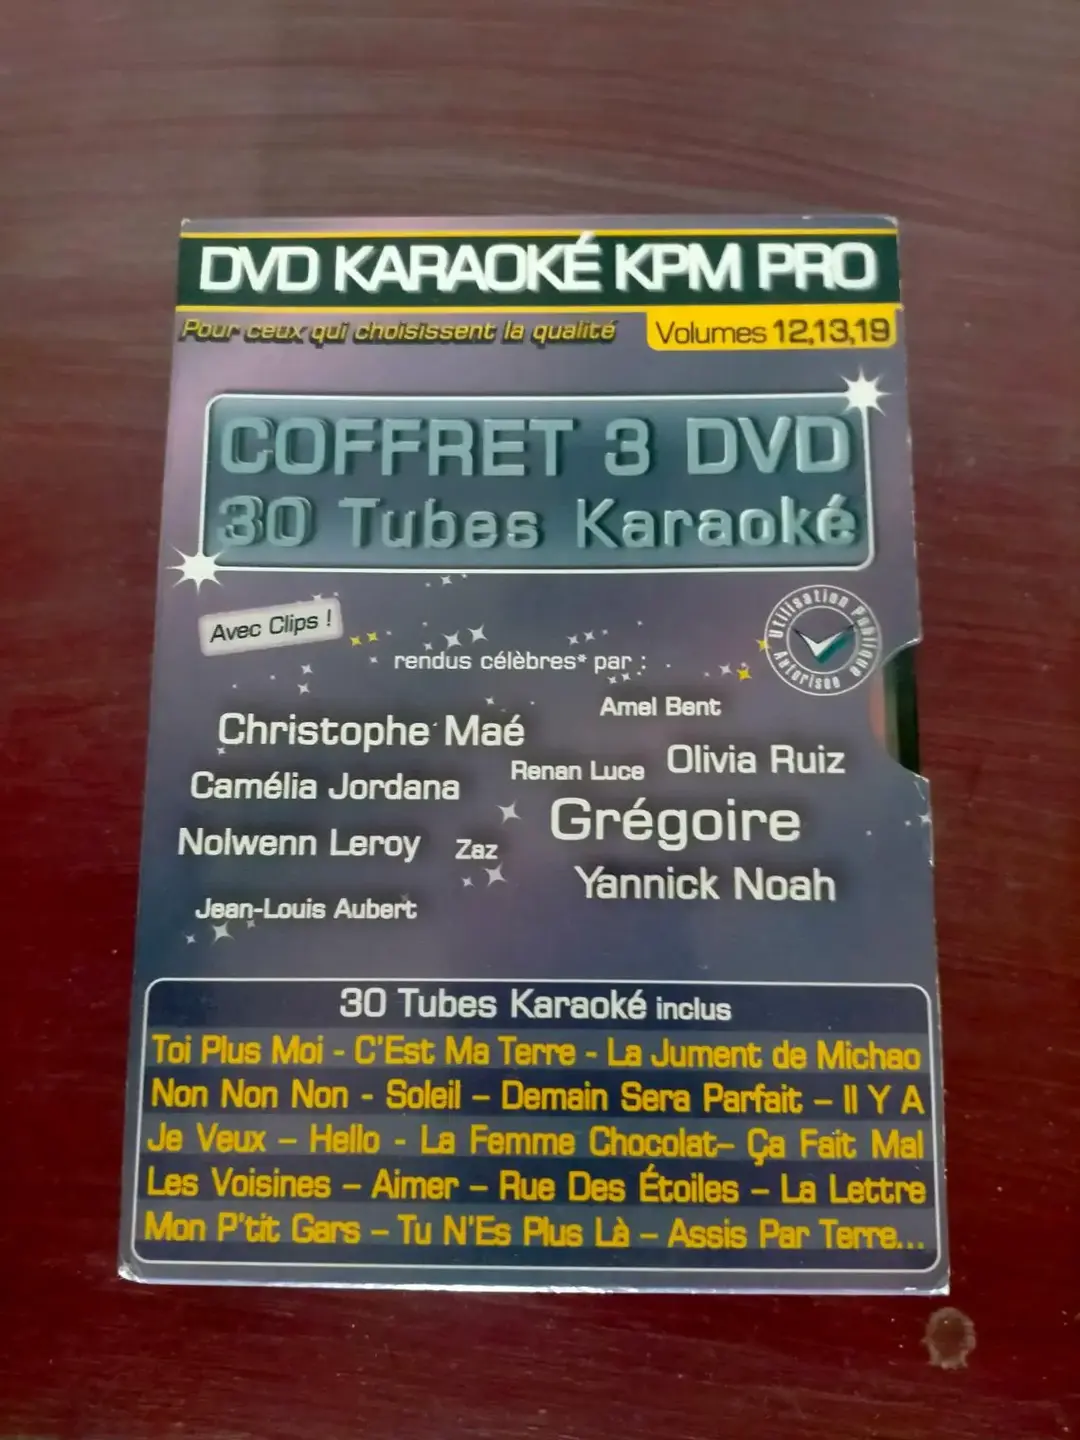 DVD KARAOKÉ KPM PRO
Pour ceux qui choisissent la qualité
Volumes 12,13,19
COFFRET 3 DVD
30 Tubes Karaoké
Avec Clips !
Utilisation Publique Autorisée
rendus célèbres* par :
Amel Bent
Christophe Maé
Renan Luce
Olivia Ruiz
Camélia Jordana
Grégoire
Nolwenn Leroy
Zaz
Yannick Noah
Jean-Louis Aubert
30 Tubes Karaoké inclus
Toi Plus Moi - C'Est Ma Terre - La Jument de Michao
Non Non Non - Soleil – Demain Sera Parfait – Il Y A
Je Veux – Hello - La Femme Chocolat– Ça Fait Mal
Les Voisines – Aimer – Rue Des Étoiles – La Lettre
Mon P'tit Gars – Tu N'Es Plus Là – Assis Par Terre...